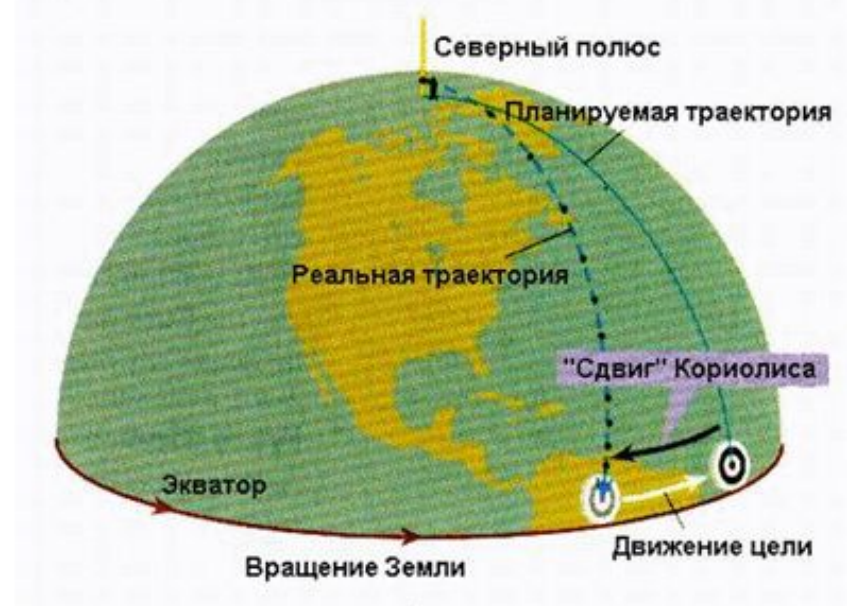 Северный полюс
Планируемая траектория
Реальная траектория
"Сдвиг" Кориолиса
Экватор
Движение цели
Вращение Земли